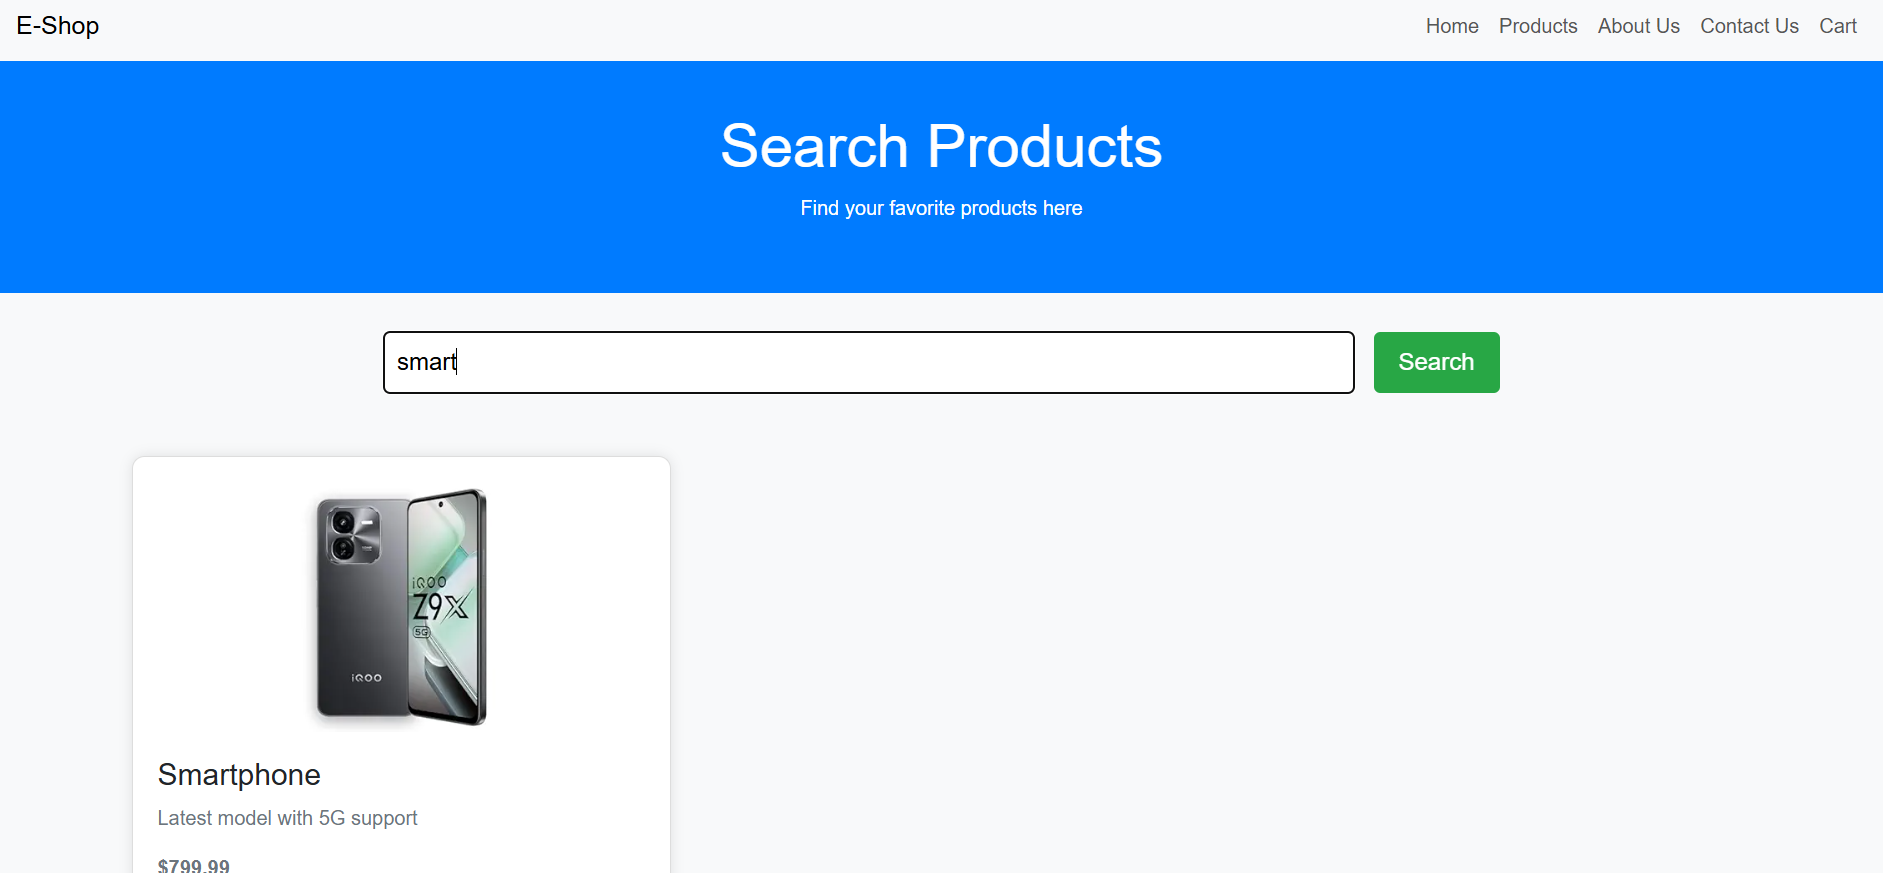 E-Shop
Home Products About Us Contact Us Cart
Search Products
Find your favorite products here
smart
Search
iQOO
Z9X
5G
iQOO
Smartphone
Latest model with 5G support
$799.99